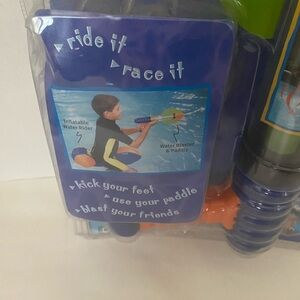 ride it
race it
Inflatable
Water Rider
Water Blaster
& Paddle
kick your feet
use your paddle
blast your friends